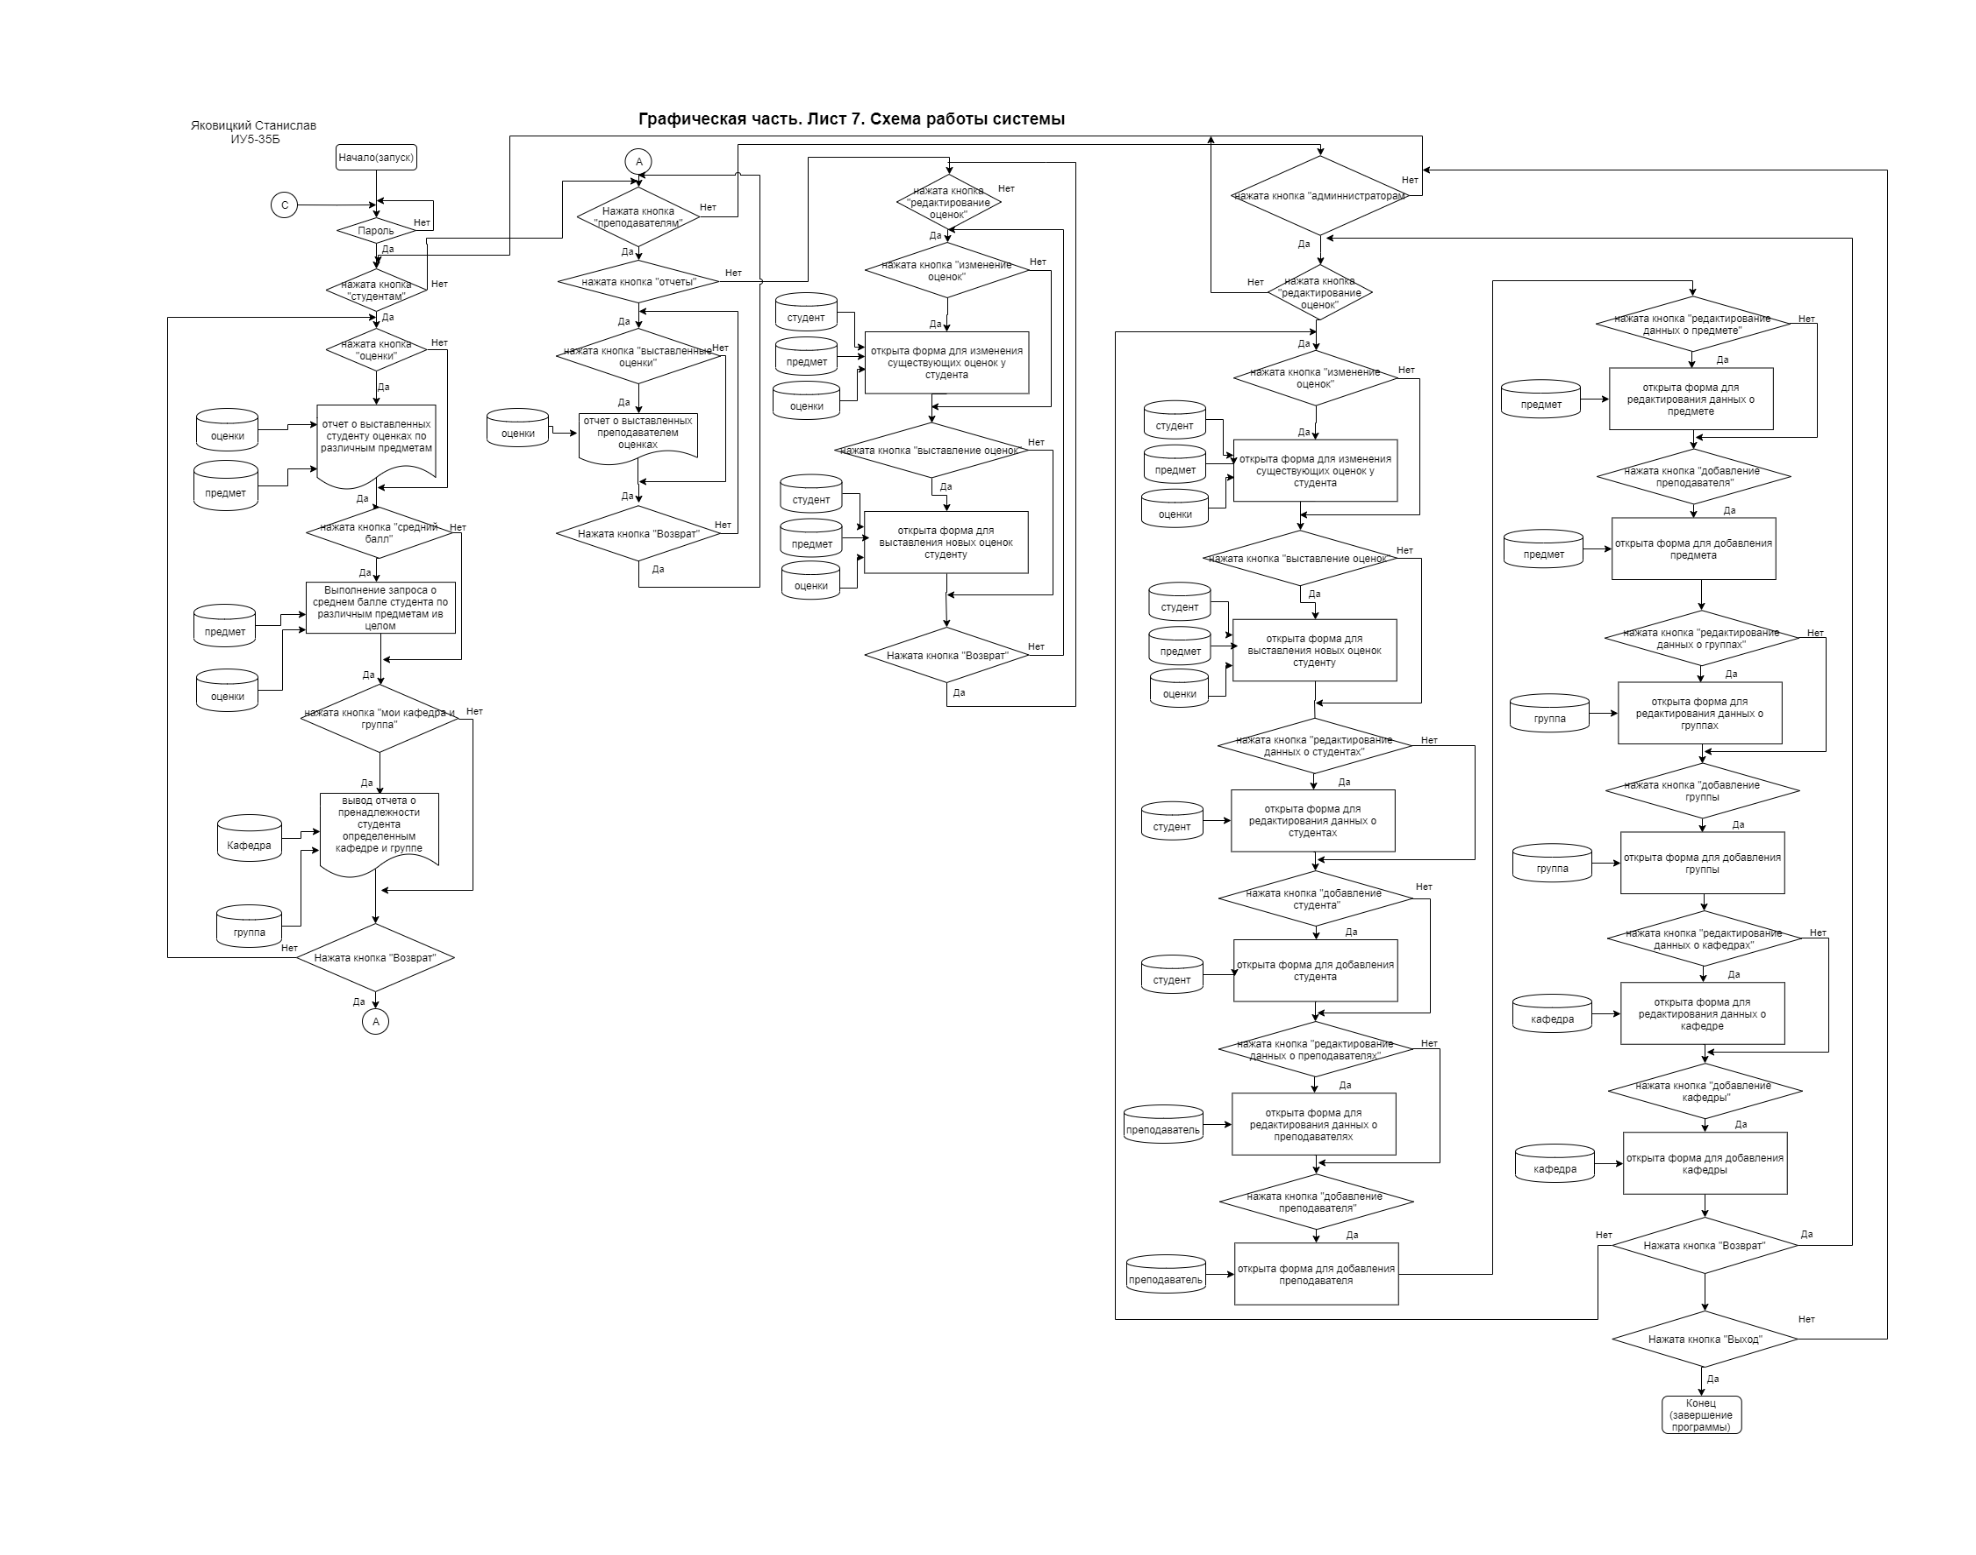 Графическая часть. Лист 7. Схема работы системы
Яковицкий Станислав
ИУ5-35Б
Начало(запуск)
С
Пароль
Нет
Да
нажата кнопка
"студентам"
Нет
Да
нажата кнопка
"оценки"
Нет
Да
отчет о выставленных
студенту оценках по
различным предметам
оценки
предмет
Да
нажата кнопка "средний
балл"
Нет
Да
Выполнение запроса о
среднем балле студента по
различным предметам ив
целом
предмет
оценки
Да
нажата кнопка "мои кафедра и
группа"
Нет
Да
вывод отчета о
пренадлежности
студента
определенным
кафедре и группе
Кафедра
группа
Нет
Нажата кнопка "Возврат"
Да
А
А
Нажата кнопка
"преподавателям"
Нет
Да
нажата кнопка "отчеты"
Нет
Да
нажата кнопка "выставленные
оценки"
Нет
Да
отчет о выставленных
преподавателем
оценках
оценки
Да
Нажата кнопка "Возврат"
Нет
Да
нажата кнопка
"редактирование
оценок"
Нет
Да
нажата кнопка "изменение
оценок"
Нет
Да
студент
предмет
оценки
открыта форма для изменения
существующих оценок у
студента
нажата кнопка "выставление оценок
Нет
Да
студент
предмет
оценки
открыта форма для
выставления новых оценок
студенту
Нажата кнопка "Возврат"
Нет
Да
нажата кнопка "администраторам
Нет
Да
нажата кнопка
"редактирование
оценок"
Нет
Да
нажата кнопка "изменение
оценок"
Нет
Да
студент
предмет
оценки
открыта форма для изменения
существующих оценок у
студента
нажата кнопка "выставление оценок"
Нет
Да
студент
предмет
оценки
открыта форма для
выставления новых оценок
студенту
нажата кнопка "редактирование
данных о студентах"
Нет
Да
студент
открыта форма для
редактирования данных о
студентах
нажата кнопка "добавление
студента"
Нет
Да
студент
открыта форма для добавления
студента
нажата кнопка "редактирование
данных о преподавателях"
Нет
Да
преподаватель
открыта форма для
редактирования данных о
преподавателях
нажата кнопка "добавление
преподавателя"
Да
преподаватель
открыта форма для добавления
преподавателя
нажата кнопка "редактирование
данных о предмете"
Нет
Да
предмет
открыта форма для
редактирования данных о
предмете
нажата кнопка "добавление
преподавателя"
Да
предмет
открыта форма для добавления
предмета
нажата кнопка "редактирование
данных о группах"
Нет
Да
группа
открыта форма для
редактирования данных о
группах
нажата кнопка "добавление
группы
Да
группа
открыта форма для добавления
группы
нажата кнопка "редактирование
данных о кафедрах"
Нет
Да
кафедра
открыта форма для
редактирования данных о
кафедре
нажата кнопка "добавление
кафедры"
Да
кафедра
открыта форма для добавления
кафедры
Нет
Нажата кнопка "Возврат"
Да
Нажата кнопка "Выход"
Нет
Да
Конец
(завершение
программы)